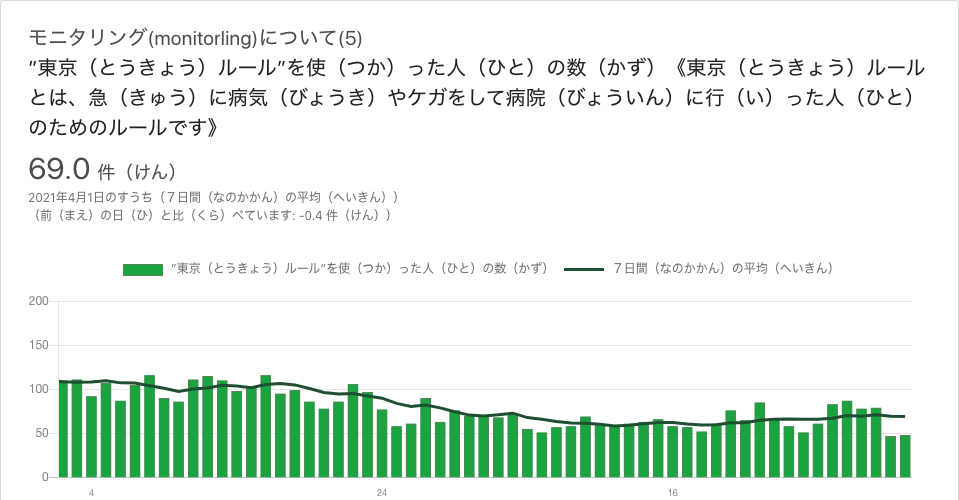 モニタリング(monitorling)について(5)
”東京（とうきょう）ルール”を使（つか）った人（ひと）の数（かず）《東京（とうきょう）ルール
とは、急（きゅう）に病気（びょうき）やケガをして病院（びょういん）に行（い）った人（ひと）
のためのルールです》
69.0 件（けん）
2021年4月1日のすうち（７日間（なのかかん）の平均（へいきん））
（前（まえ）の日（ひ）と比（くら）べています: -0.4 件（けん））
”東京（とうきょう）ルール”を使（つか）った人（ひと）の数（かず） ７日間（なのかかん）の平均（へいきん）
200
150
100
50
0
4 24 16